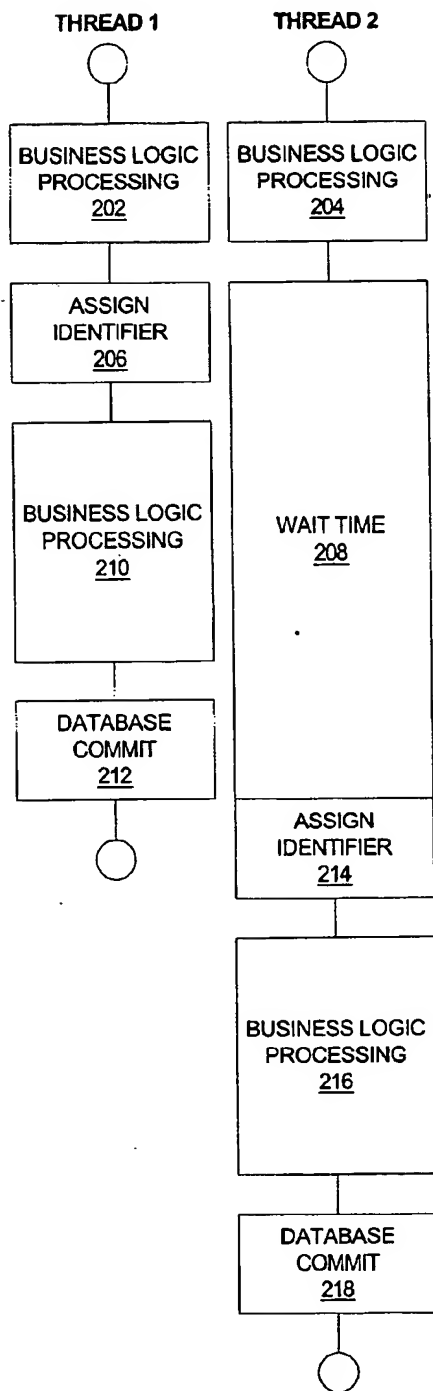 THREAD 1
THREAD 2
BUSINESS LOGIC
PROCESSING
202
BUSINESS LOGIC
PROCESSING
204
ASSIGN
IDENTIFIER
206
WAIT TIME
208
BUSINESS LOGIC
PROCESSING
210
DATABASE
COMMIT
212
ASSIGN
IDENTIFIER
214
BUSINESS LOGIC
PROCESSING
216
DATABASE
COMMIT
218